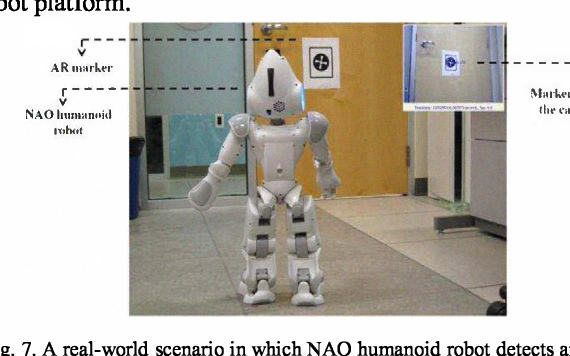 bot platform.
AR marker
NAO humanoid
robot
Marker
the ca
g. 7. A real-world scenario in which NAO humanoid robot detects a